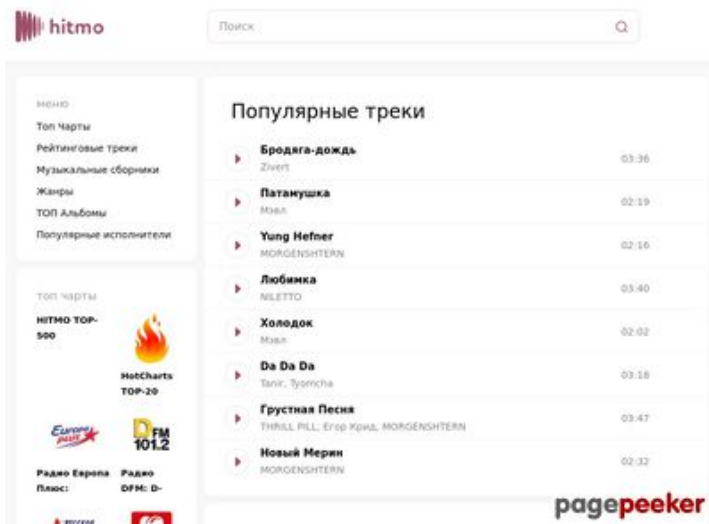 hitmo
Поиск
меню
Топ Чарты
Рейтинговые треки
Музыкальные сборники
Жанры
ТОП Альбомы
Популярные исполнители
топ чарты
HITMO TOP-
500
HotCharts
TOP-20
Европа
плюс
DFM
101.2
Радио Европа
Плюс:
Радио
DFM: D-
Популярные треки
Бродяга-дождь
03:36
Zivert
Патамушка
02:19
Мэвл
Yung Hefner
02:16
MORGENSHTERN
Любимка
03:40
NILETTO
Холодок
02:02
Мэвл
Da Da Da
03:18
Tanir, Tyomcha
Грустная Песня
03:47
THRILL PILL, Егор Крид, MORGENSHTERN
Новый Мерин
02:32
MORGENSHTERN
pagepeeker